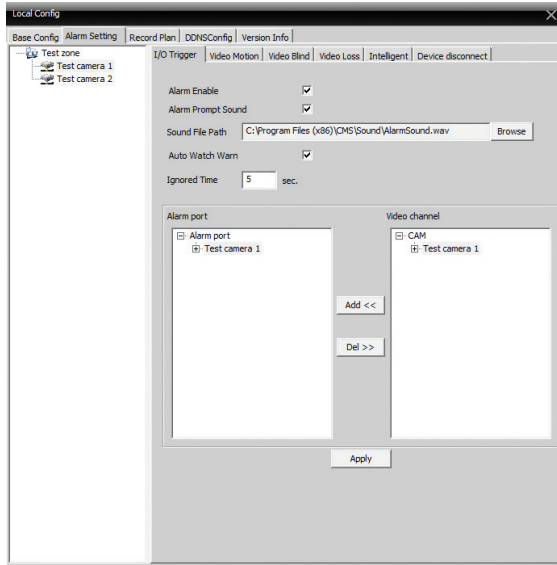 Local Config
Base Config Alarm Setting Record Plan DDNSConfig Version Info
Test zone
Test camera 1
Test camera 2
I/O Trigger Video Motion Video Blind Video Loss Intelligent Device disconnect
Alarm Enable
Alarm Prompt Sound
Sound File Path C:\Program Files (x86)\CMS\Sound\AlarmSound.wav Browse
Auto Watch Warn
Ignored Time 5 sec.
Alarm port Video channel
Alarm port CAM
Test camera 1 Test camera 1
Add <<
Del >>
Apply